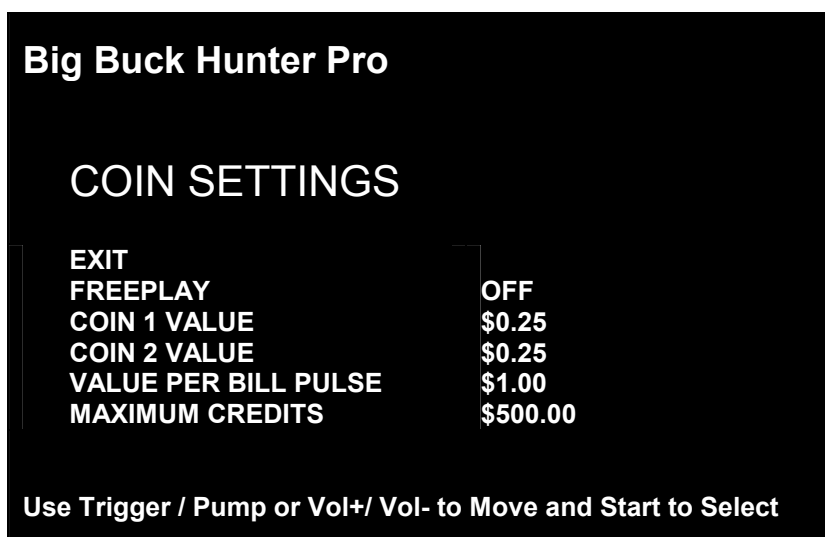 Big Buck Hunter Pro
COIN SETTINGS
EXIT
FREEPLAY OFF
COIN 1 VALUE $0.25
COIN 2 VALUE $0.25
VALUE PER BILL PULSE $1.00
MAXIMUM CREDITS $500.00
Use Trigger / Pump or Vol+/ Vol- to Move and Start to Select